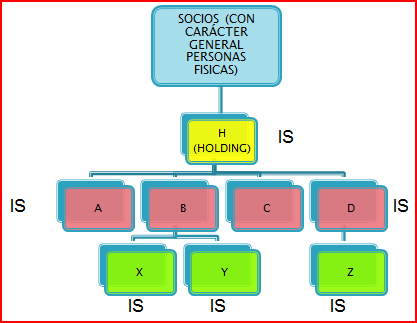 SOCIOS (CON
CARÁCTER
GENERAL
PERSONAS
FISICAS)
H
(HOLDING)
IS
IS
A
B
C
D
IS
X
Y
Z
IS
IS
IS